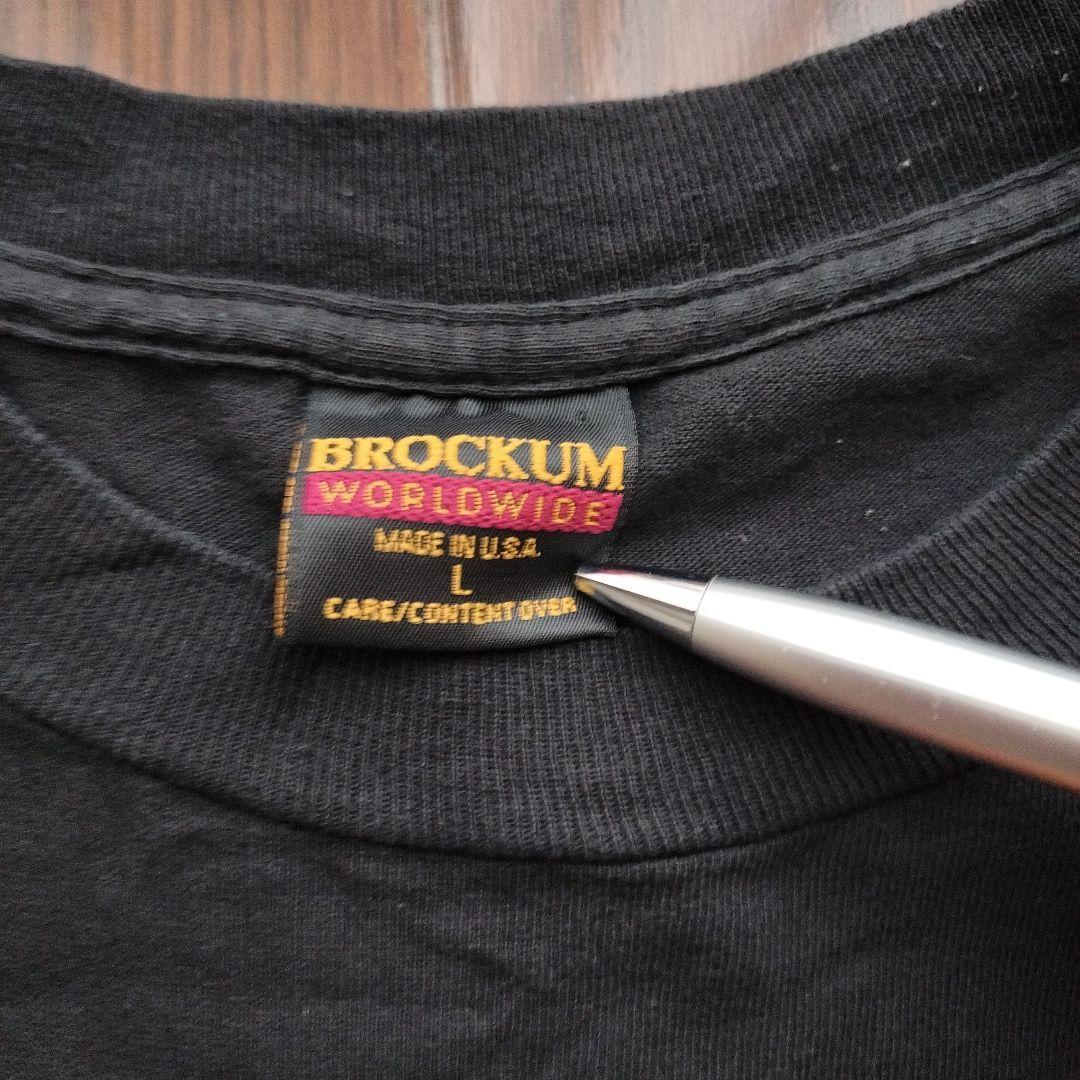 BROCKUM
WORLDWIDE
MADE IN U.S.A.
L
CARE/CONTENT OVER